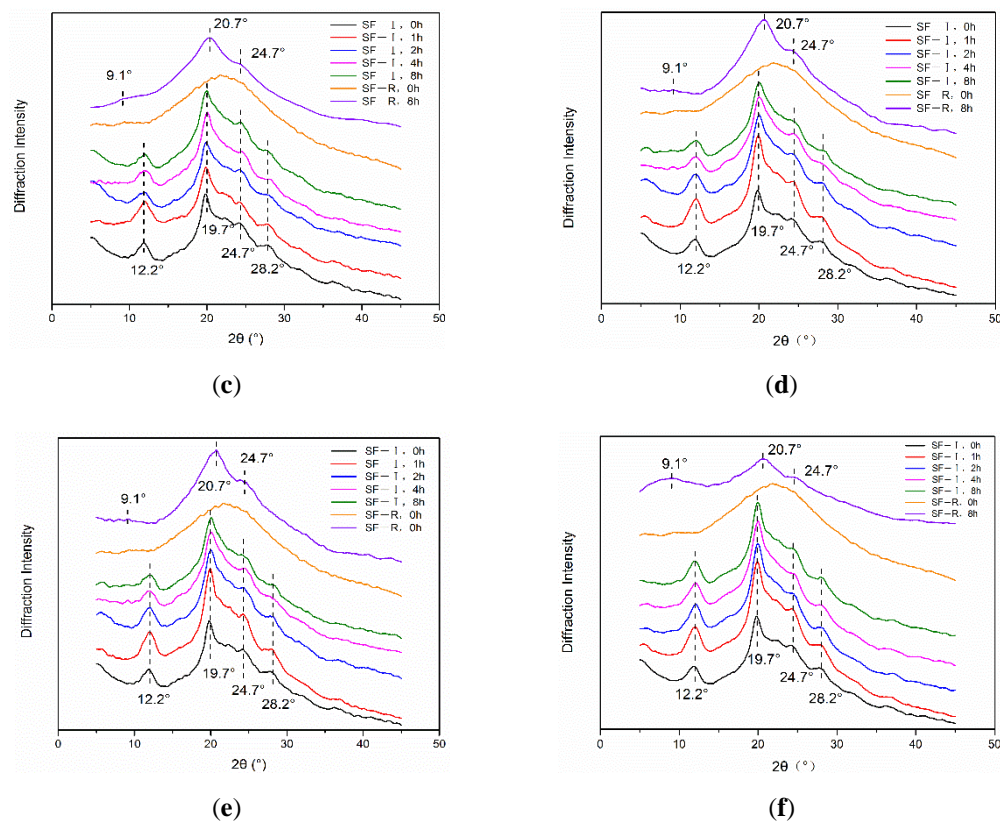 20.7°
24.7°
9.1°
SF-Ⅰ, 0h
SF-Ⅰ, 1h
SF-Ⅰ, 2h
SF-Ⅰ, 4h
SF Ⅰ, 8h
SF R, 0h
SF R, 8h
19.7°
24.7°
12.2°
28.2°
Diffraction Intensity
0 10 20 30 40 50
2θ (°)
(c)
20.7°
24.7°
9.1°
SF Ⅰ, 0h
SF-Ⅰ, 1h
SF-Ⅰ, 2h
SF-Ⅰ, 4h
SF-Ⅰ, 8h
SF R, 0h
SF-R, 8h
19.7°
24.7°
12.2°
28.2°
Diffraction Intensity
0 10 20 30 40 50
2θ (°)
(d)
24.7°
20.7°
9.1°
SF-Ⅰ, 0h
SF Ⅰ, 1h
SF-Ⅰ, 2h
SF Ⅰ, 4h
SF-Ⅰ, 8h
SF-R, 0h
SF R, 0h
19.7°
24.7°
12.2°
28.2°
Diffraction Intensity
0 10 20 30 40 50
2θ (°)
(e)
20.7°
24.7°
9.1°
SF-Ⅰ, 0h
SF-Ⅰ, 1h
SF-Ⅰ, 2h
SF-Ⅰ, 4h
SF-Ⅰ, 8h
SF-R, 0h
SF-R, 8h
19.7°
24.7°
12.2°
28.2°
Diffraction Intensity
0 10 20 30 40 50
2θ (°)
(f)